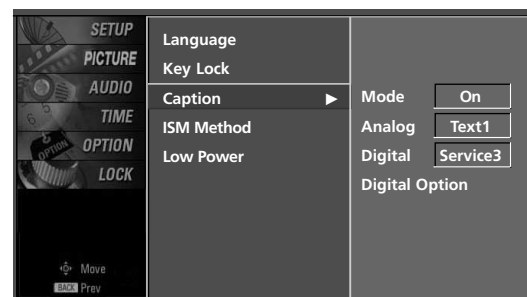 SETUP
PICTURE
AUDIO
TIME
OPTION
LOCK
Move
BACK Prev
Language
Key Lock
Caption
ISM Method
Low Power
Mode On
Analog Text1
Digital Service3
Digital Option
OPTION